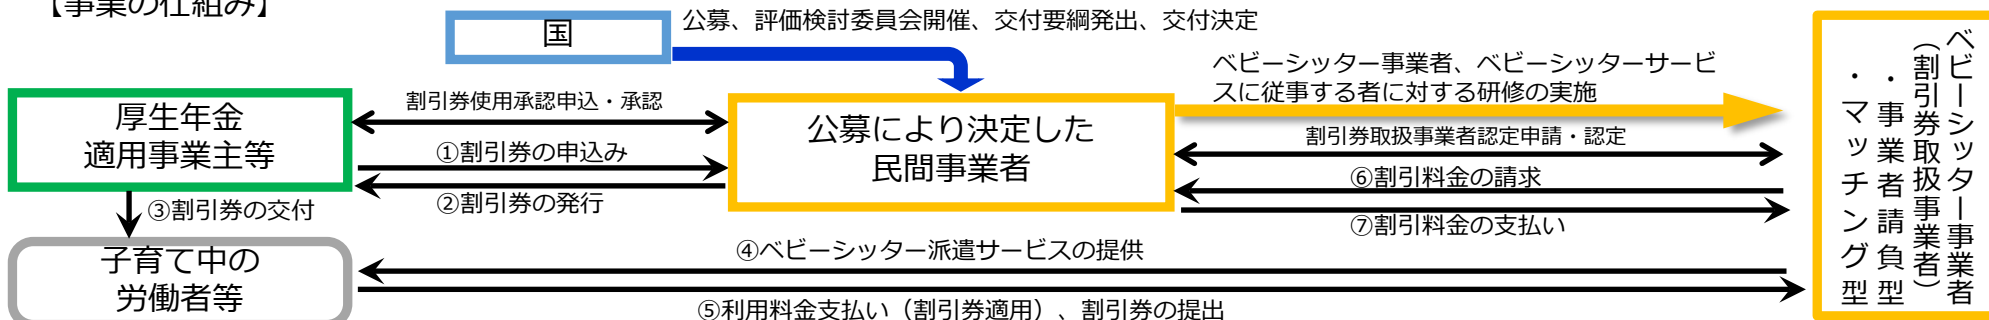 【事業の仕組み】
国
公募、評価検討委員会開催、交付要綱発出、交付決定
厚生年金
適用事業主等
割引券使用承認申込・承認
①割引券の申込み
②割引券の発行
公募により決定した
民間事業者
ベビーシッター事業者、ベビーシッターサービ
スに従事する者に対する研修の実施
割引券取扱事業者認定申請・認定
⑥割引料金の請求
⑦割引料金の支払い
ベビーシッター事業者
（割引券取扱事業者）
・事業者請負型
・マッチング型
③割引券の交付
子育て中の
労働者等
④ベビーシッター派遣サービスの提供
⑤利用料金支払い（割引券適用）、割引券の提出